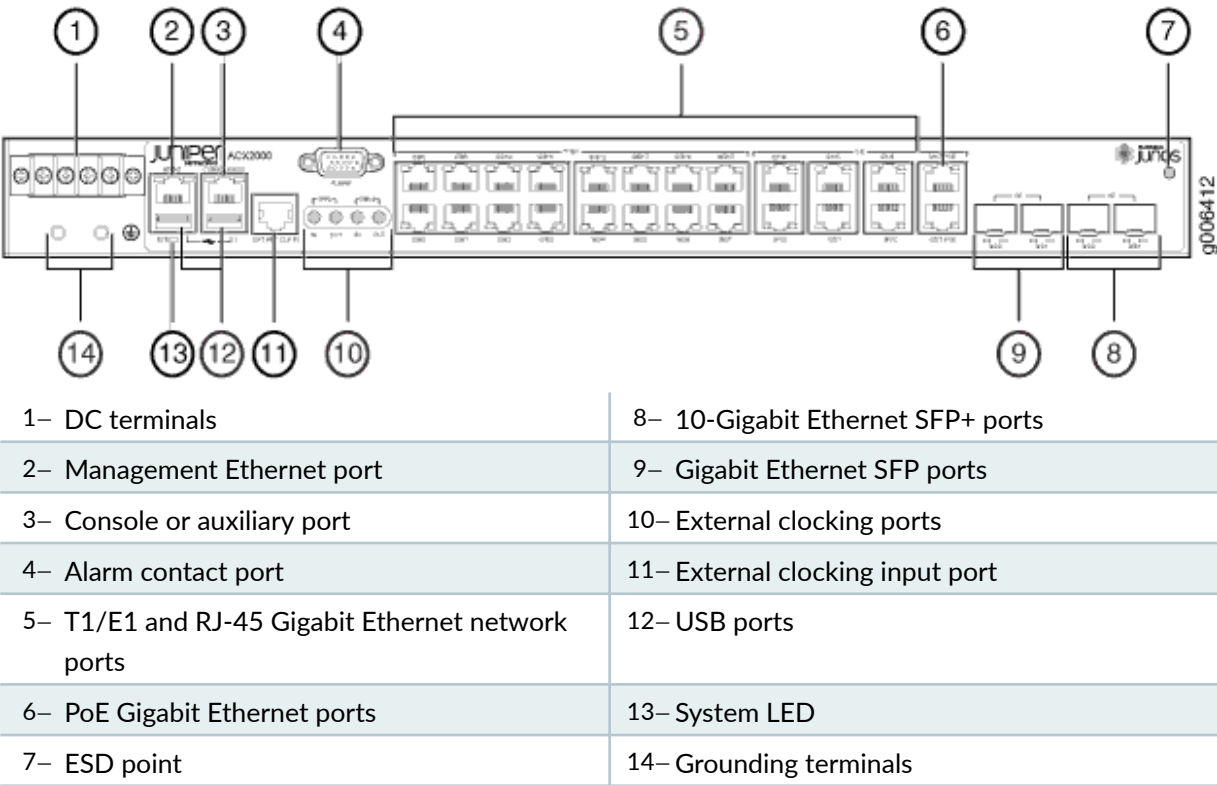 1 2 3 4 5 6 7
JUNIPEr
NETWORKS
ACX2000
ALARM
Junos
g006412
14 13 12 11 10 9 8
1– DC terminals
8– 10-Gigabit Ethernet SFP+ ports
2– Management Ethernet port
9– Gigabit Ethernet SFP ports
3– Console or auxiliary port
10– External clocking ports
4– Alarm contact port
11– External clocking input port
5– T1/E1 and RJ-45 Gigabit Ethernet network
ports
12– USB ports
6– PoE Gigabit Ethernet ports
13– System LED
7– ESD point
14– Grounding terminals